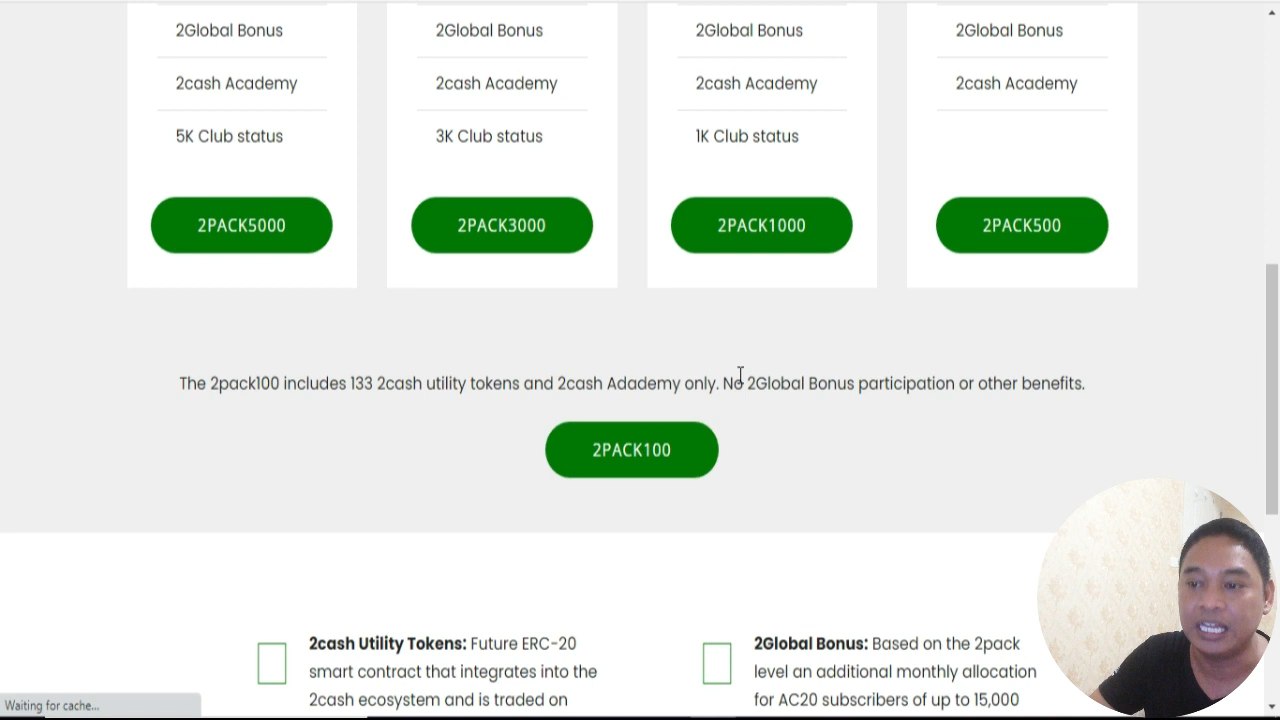 2Global Bonus 2Global Bonus 2Global Bonus 2Global Bonus
2cash Academy 2cash Academy 2cash Academy 2cash Academy
5K Club status 3K Club status 1K Club status
2PACK5000 2PACK3000 2PACK1000 2PACK500
The 2pack100 includes 133 2cash utility tokens and 2cash Adademy only. No 2Global Bonus participation or other benefits.
2PACK100
2cash Utility Tokens: Future ERC-20
smart contract that integrates into the
2cash ecosystem and is traded on
2Global Bonus: Based on the 2pack
level an additional monthly allocation
for AC20 subscribers of up to 15,000
Waiting for cache...